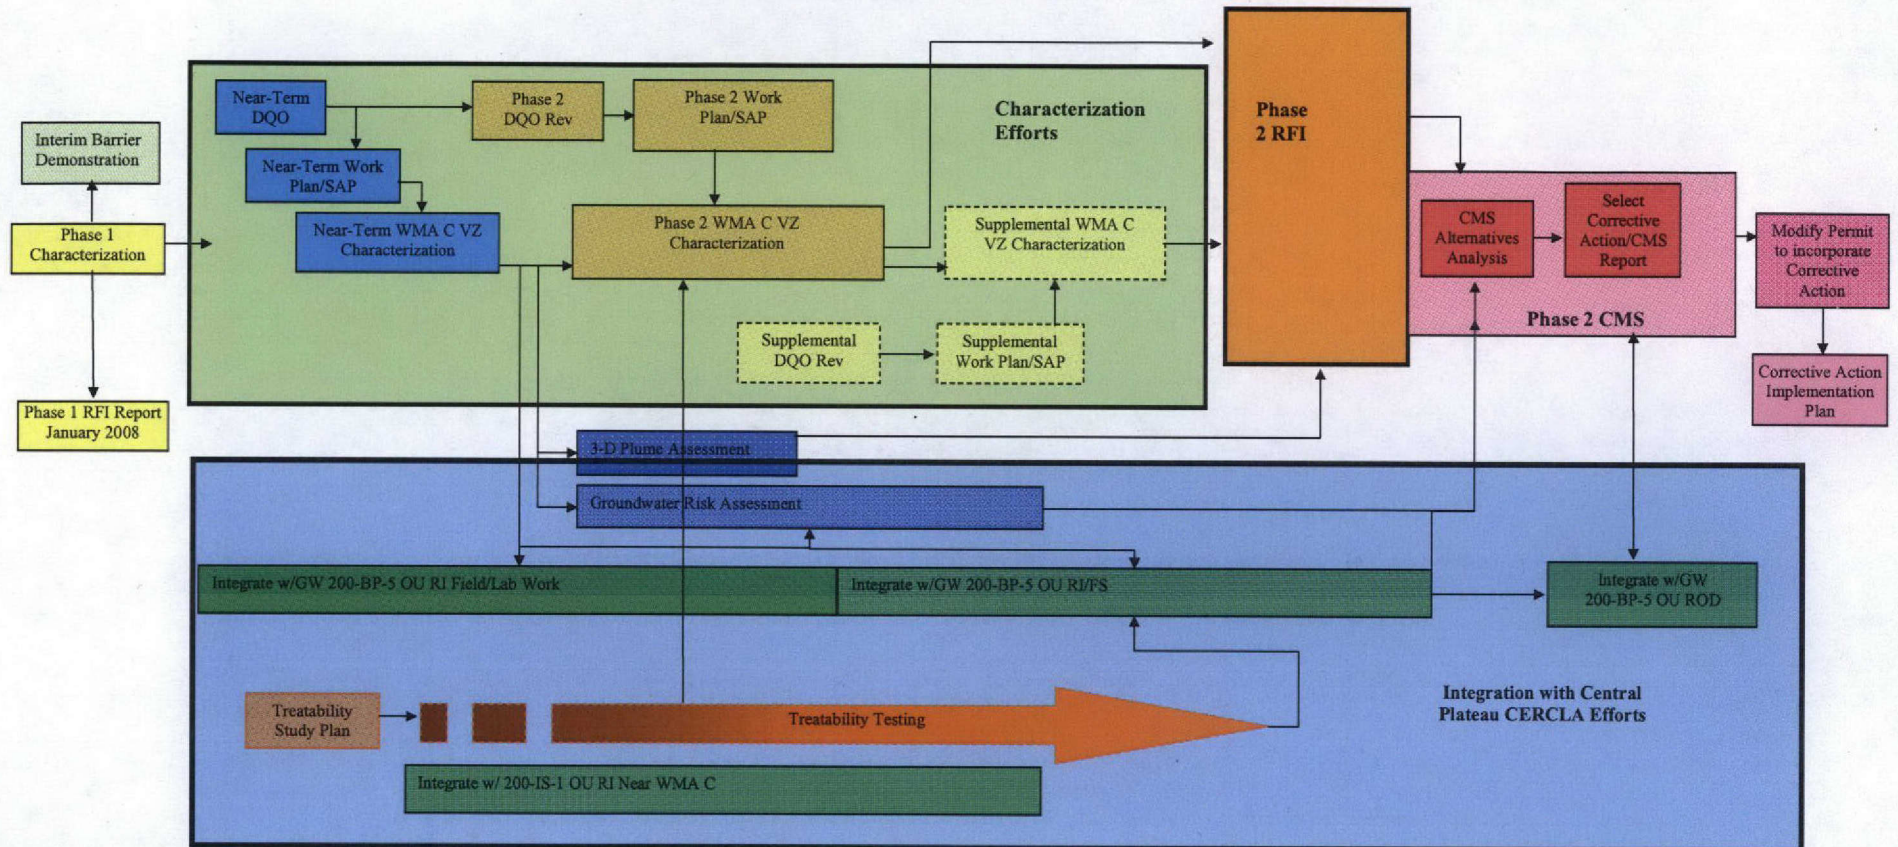 Near-Term
DQO
Phase 2
DQO Rev
Phase 2 Work
Plan/SAP
Characterization
Efforts
Phase
2 RFI
Interim Barrier
Demonstration
Near-Term Work
Plan/SAP
Phase 1
Characterization
Near-Term WMA C VZ
Characterization
Phase 2 WMA C VZ
Characterization
Supplemental WMA C
VZ Characterization
CMS
Alternatives
Analysis
Select
Corrective
Action/CMS
Report
Modify Permit
to incorporate
Corrective
Action
Phase 2 CMS
Supplemental
DQO Rev
Supplemental
Work Plan/SAP
Corrective Action
Implementation
Plan
Phase 1 RFI Report
January 2008
3-D Plume Assessment
Groundwater Risk Assessment
Integrate w/GW 200-BP-5 OU RI Field/Lab Work
Integrate w/GW 200-BP-5 OU RI/FS
Integrate w/GW
200-BP-5 OU ROD
Treatability
Study Plan
Treatability Testing
Integration with Central
Plateau CERCLA Efforts
Integrate w/ 200-IS-1 OU RI Near WMA C